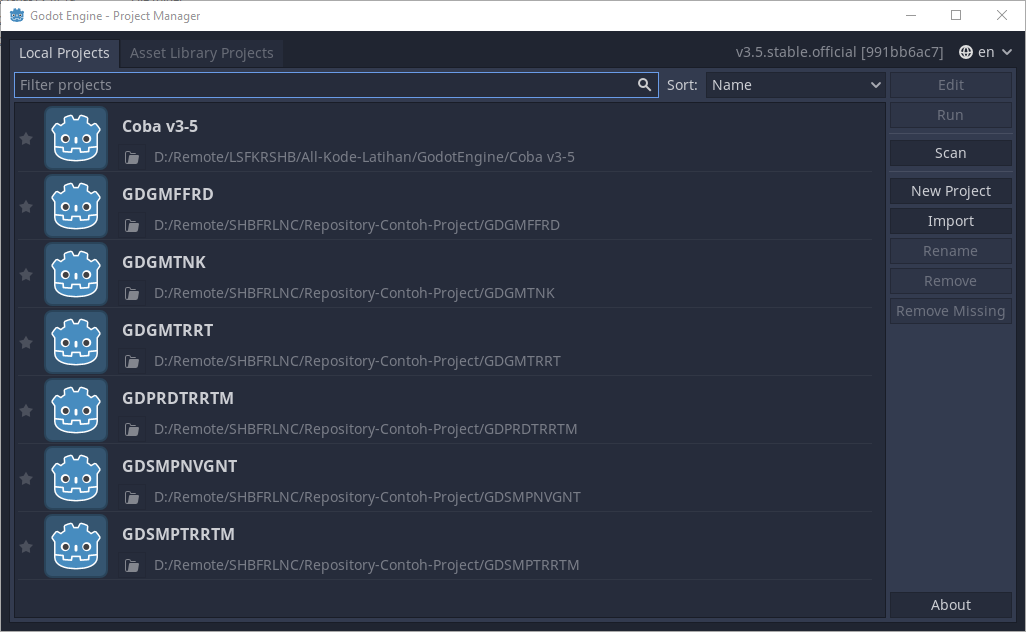 Godot Engine - Project Manager
Local Projects Asset Library Projects v3.5.stable.official [991bb6ac7] en
Filter projects Sort: Name Edit
Run
Scan
New Project
Import
Rename
Remove
Remove Missing
About
Coba v3-5
D:/Remote/LSFKRSHB/All-Kode-Latihan/GodotEngine/Coba v3-5
GDGMFFRD
D:/Remote/SHBFRLNC/Repository-Contoh-Project/GDGMFFRD
GDGMTNK
D:/Remote/SHBFRLNC/Repository-Contoh-Project/GDGMTNK
GDGMTRRT
D:/Remote/SHBFRLNC/Repository-Contoh-Project/GDGMTRRT
GDPRDTRRTM
D:/Remote/SHBFRLNC/Repository-Contoh-Project/GDPRDTRRTM
GDSMPNVGNT
D:/Remote/SHBFRLNC/Repository-Contoh-Project/GDSMPNVGNT
GDSMPTRRTM
D:/Remote/SHBFRLNC/Repository-Contoh-Project/GDSMPTRRTM